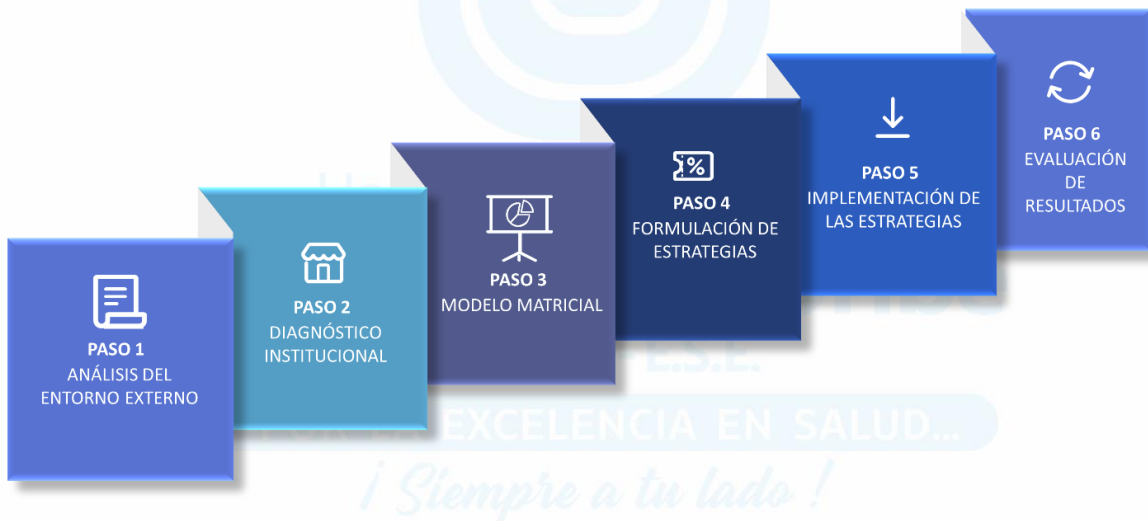 PASO 1
ANÁLISIS DEL
ENTORNO EXTERNO
PASO 2
DIAGNÓSTICO
INSTITUCIONAL
PASO 3
MODELO MATRICIAL
%
PASO 4
FORMULACIÓN DE
ESTRATEGIAS
PASO 5
IMPLEMENTACIÓN DE
LAS ESTRATEGIAS
PASO 6
EVALUACIÓN
DE
RESULTADOS
E.S.E.
LA EXCELENCIA EN SALUD...
¡ Siempre a tu lado !